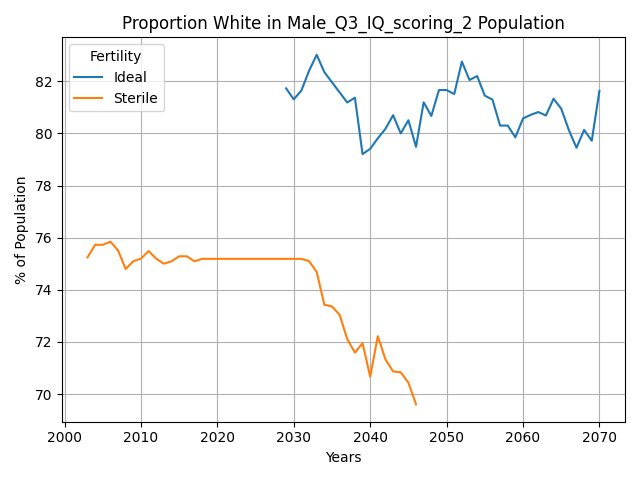 Proportion White in Male_Q3_IQ_scoring_2 Population
Fertility
Ideal
Sterile
% of Population
82
80
78
76
74
72
70
2000 2010 2020 2030 2040 2050 2060 2070
Years